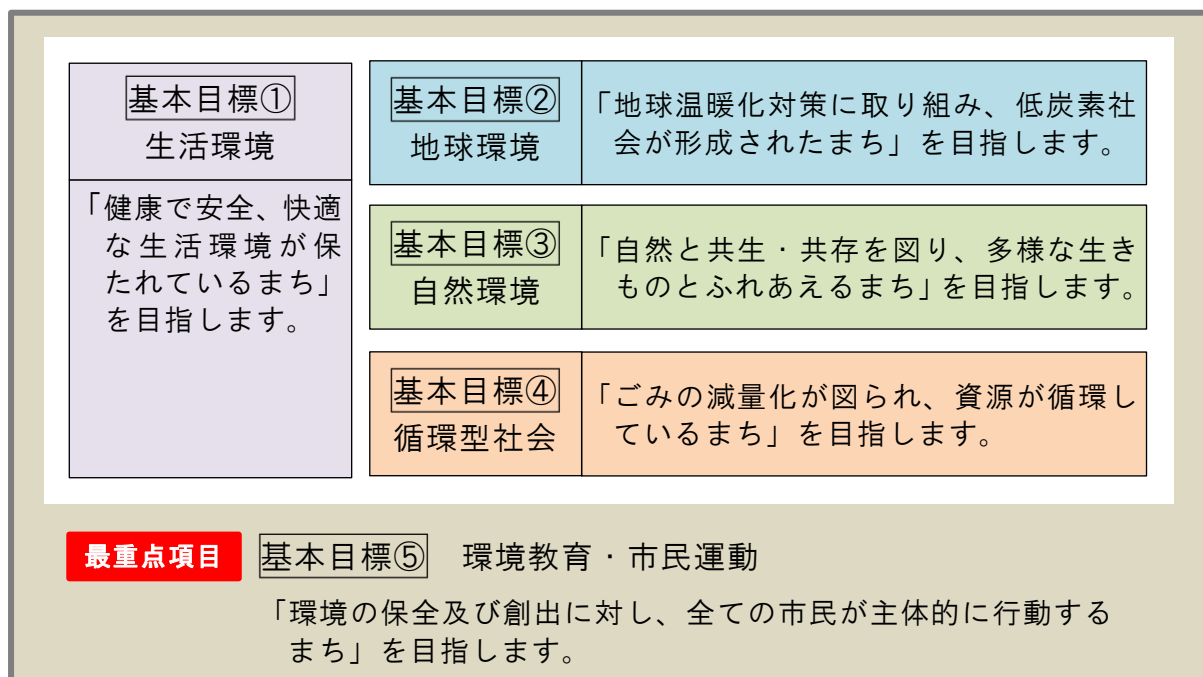 基本目標①
生活環境
「健康で安全、快適
な生活環境が保
たれているまち」
を目指します。
基本目標②
地球環境
「地球温暖化対策に取り組み、低炭素社
会が形成されたまち」を目指します。
基本目標③
自然環境
「自然と共生・共存を図り、多様な生き
ものとふれあえるまち」を目指します。
基本目標④
循環型社会
「ごみの減量化が図られ、資源が循環し
ているまち」を目指します。
最重点項目 基本目標⑤ 環境教育・市民運動
「環境の保全及び創出に対し、全ての市民が主体的に行動する
まち」を目指します。